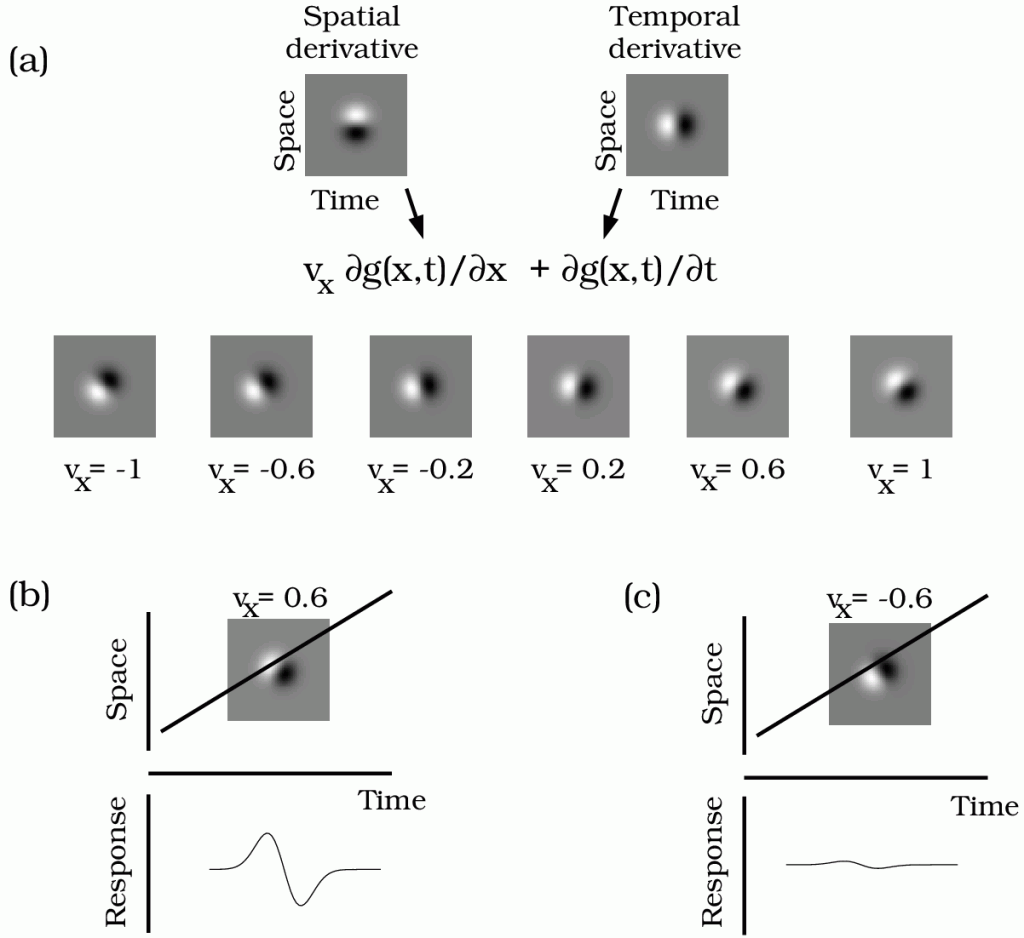 (a)
Spatial
derivative
Temporal
derivative
Space
Space
Time
Time
vₓ ∂g(x,t)/∂x + ∂g(x,t)/∂t
vₓ= -1
vₓ= -0.6
vₓ= -0.2
vₓ= 0.2
vₓ= 0.6
vₓ= 1
(b)
vₓ= 0.6
Space
Time
Response
(c)
vₓ= -0.6
Space
Time
Response